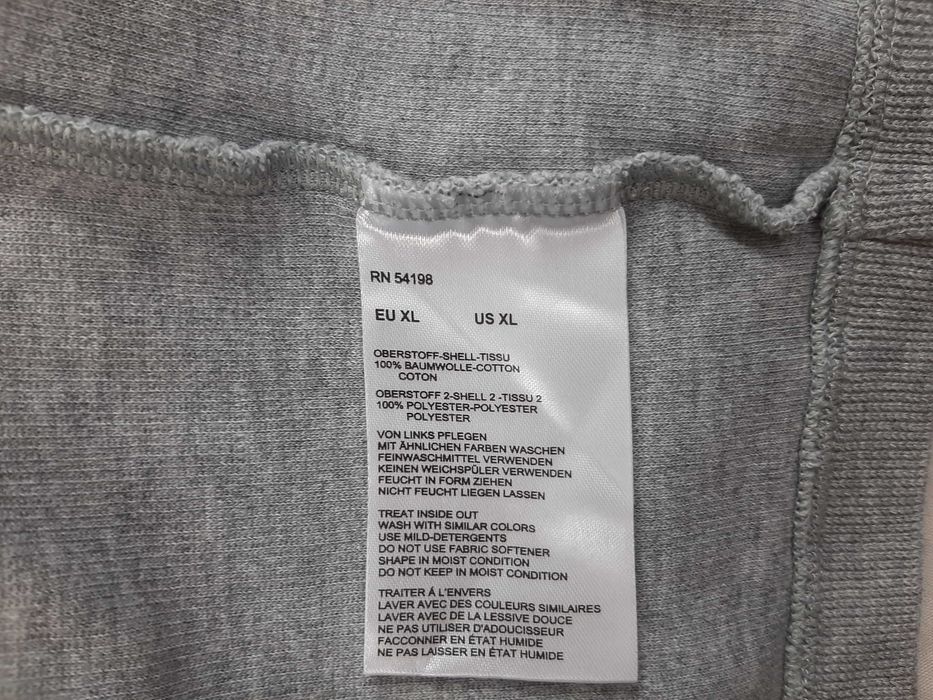 RN 54198
EU XL US XL
OBERSTOFF-SHELL-TISSU
100% BAUMWOLLE-COTTON
COTON
OBERSTOFF 2-SHELL 2 -TISSU 2
100% POLYESTER-POLYESTER
POLYESTER
VON LINKS PFLEGEN
MIT ÄHNLICHEN FARBEN WASCHEN
FEINWASCHMITTEL VERWENDEN
KEINEN WEICHSPÜLER VERWENDEN
FEUCHT IN FORM ZIEHEN
NICHT FEUCHT LIEGEN LASSEN
TREAT INSIDE OUT
WASH WITH SIMILAR COLORS
USE MILD-DETERGENTS
DO NOT USE FABRIC SOFTENER
SHAPE IN MOIST CONDITION
DO NOT KEEP IN MOIST CONDITION
TRAITER Á L'ENVERS
LAVER AVEC DES COULEURS SIMILAIRES
LAVER AVEC DE LA LESSIVE DOUCE
NE PAS UTILISER D'ADOUCISSEUR
FACCONNER EN ÉTAT HUMIDE
NE PAS LAISSER EN ÉTAT HUMIDE